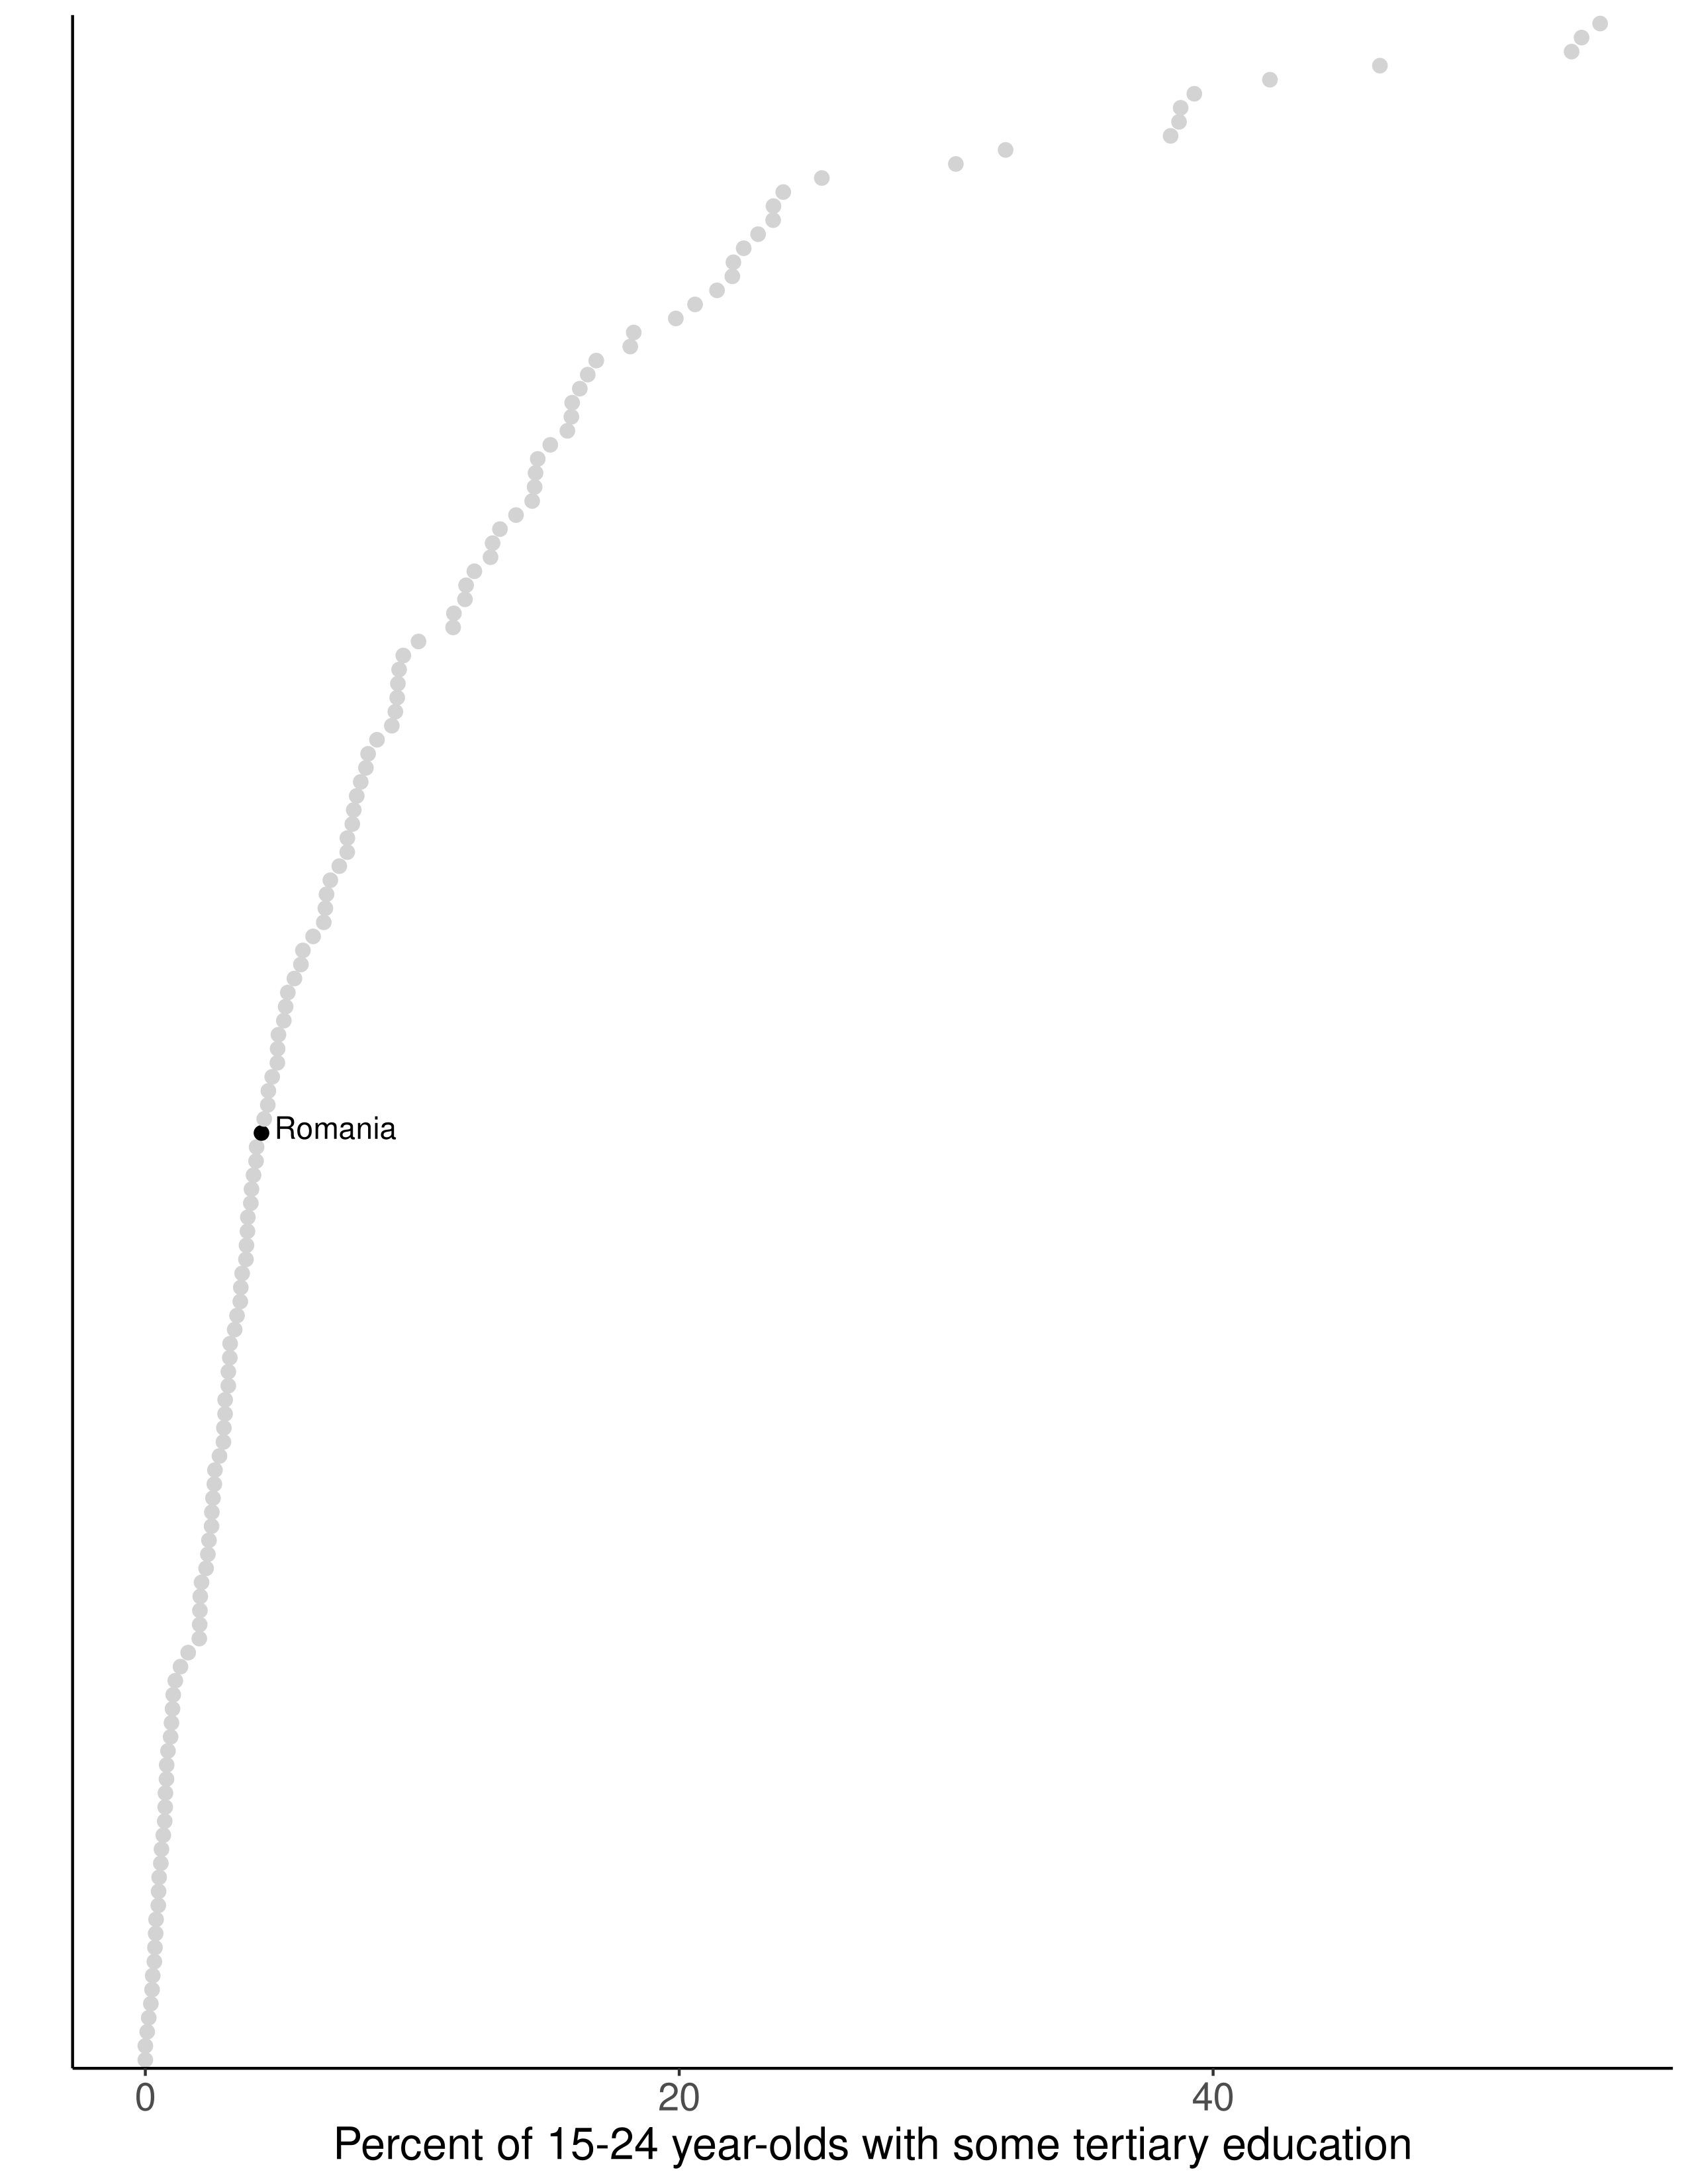 Romania
0 20 40
Percent of 15-24 year-olds with some tertiary education